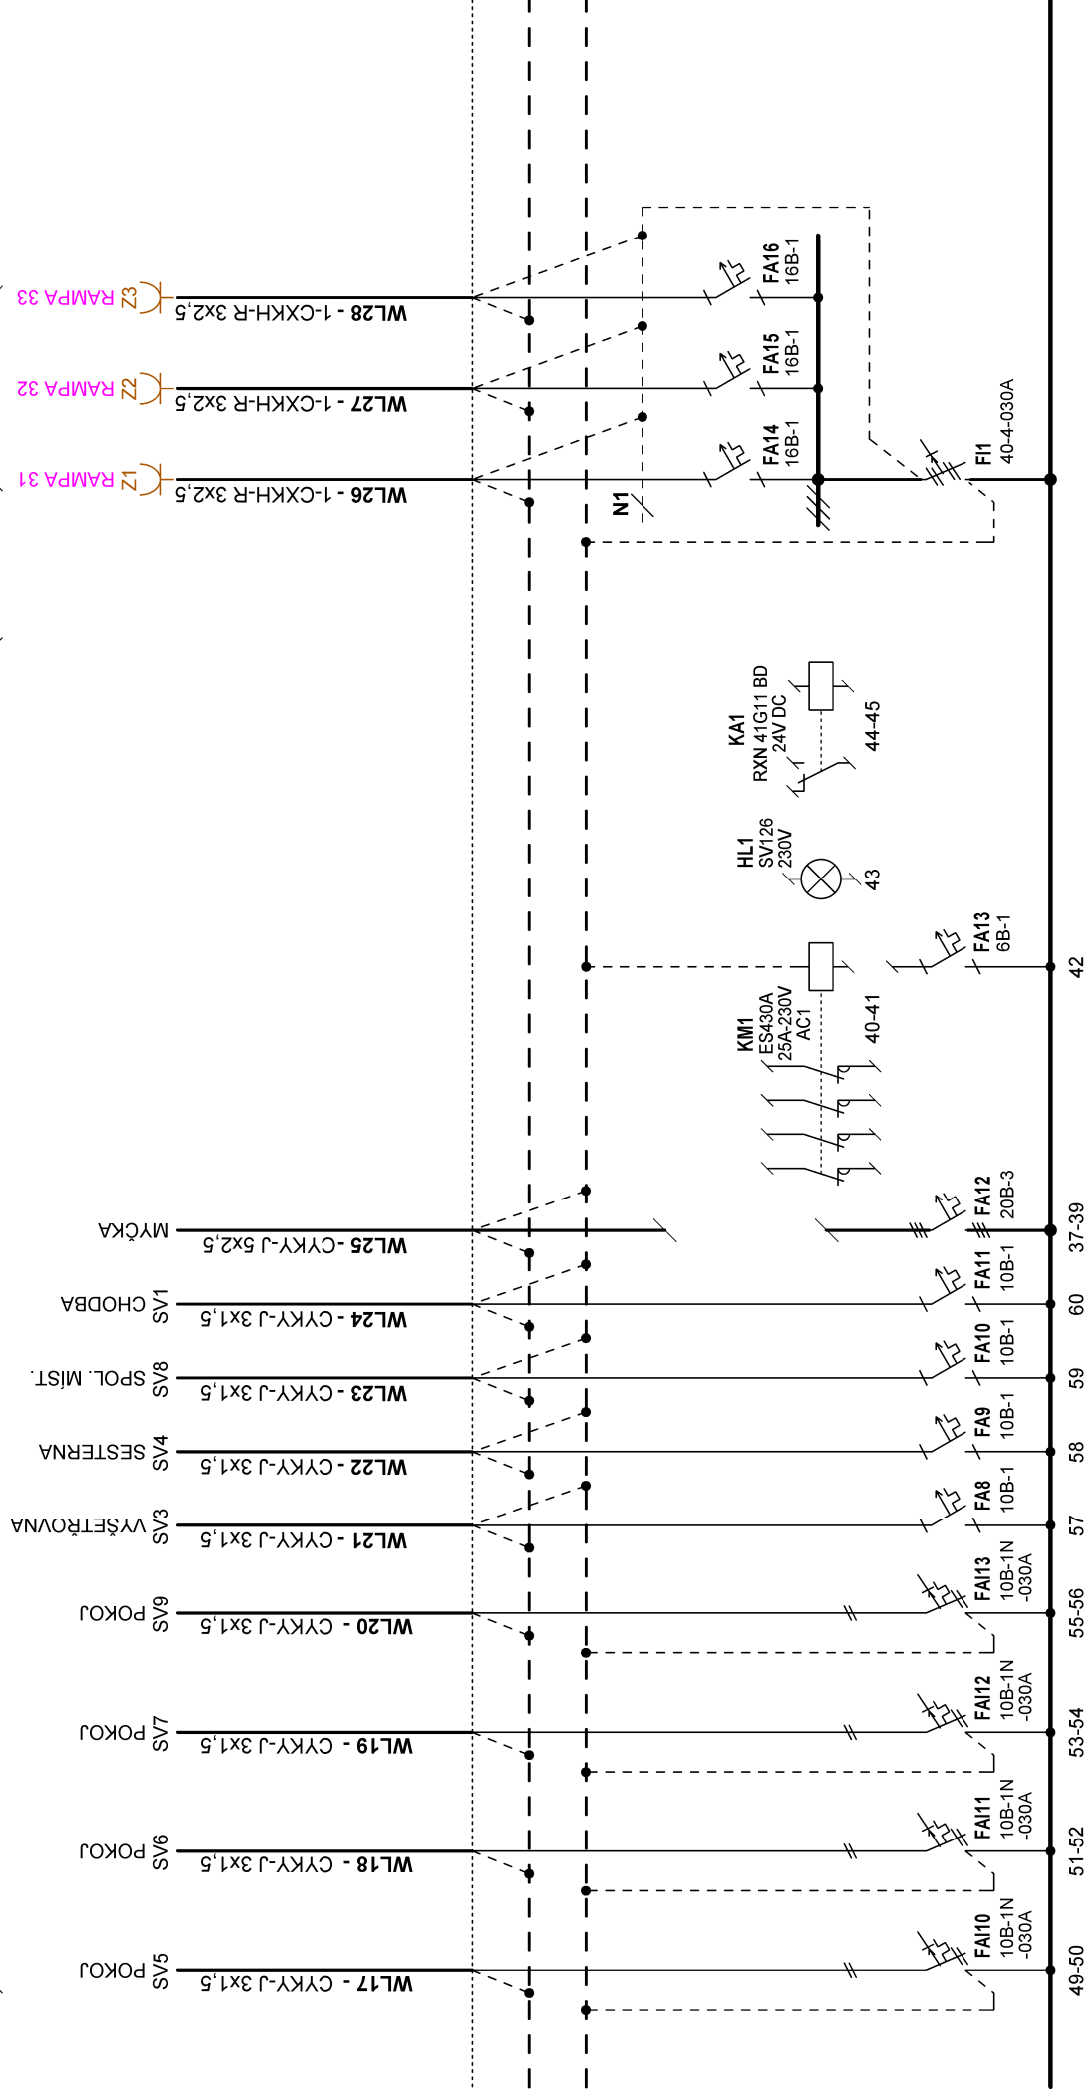 RAMPA 33
Z3
WL28 - 1-CXKH-R 3x2,5
FA16
16B-1
RAMPA 32
Z2
WL27 - 1-CXKH-R 3x2,5
FA15
16B-1
RAMPA 31
Z1
WL26 - 1-CXKH-R 3x2,5
FA14
16B-1
N1
FI1
40-4-030A
KA1
RXN 41G11 BD
24V DC
44-45
HL1
SV126
230V
43
FA13
6B-1
42
KM1
ES430A
25A-230V
AC1
40-41
MYČKA
WL25 - CYKY-J 5x2,5
FA12
20B-3
37-39
CHODBA
SV1
WL24 - CYKY-J 3x1,5
FA11
10B-1
60
SPOL. MÍST.
SV8
WL23 - CYKY-J 3x1,5
FA10
10B-1
59
SESTERNA
SV4
WL22 - CYKY-J 3x1,5
FA9
10B-1
58
VYŠETŘOVNA
SV3
WL21 - CYKY-J 3x1,5
FA8
10B-1
57
POKOJ
SV9
WL20 - CYKY-J 3x1,5
FAI13
10B-1N
-030A
55-56
POKOJ
SV7
WL19 - CYKY-J 3x1,5
FAI12
10B-1N
-030A
53-54
POKOJ
SV6
WL18 - CYKY-J 3x1,5
FAI11
10B-1N
-030A
51-52
POKOJ
SV5
WL17 - CYKY-J 3x1,5
FAI10
10B-1N
-030A
49-50